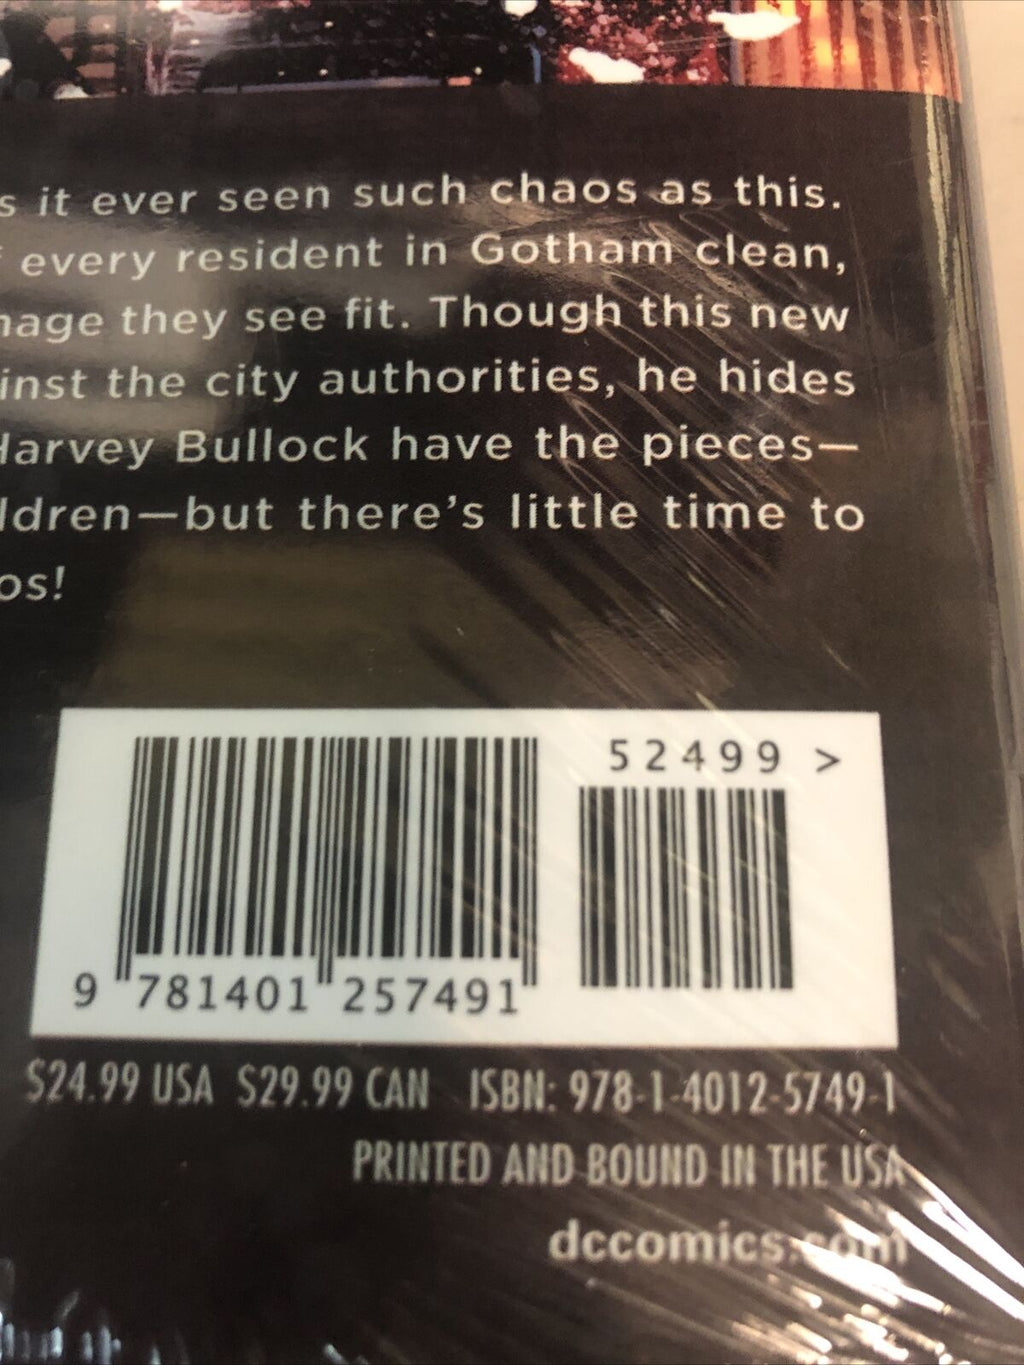 s it ever seen such chaos as this.
f every resident in Gotham clean,
nage they see fit. Though this new
inst the city authorities, he hides
Harvey Bullock have the pieces—
ldren—but there's little time to
os!
52499 >
9 781401 257491
$24.99 USA $29.99 CAN ISBN: 978-1-4012-5749-1
PRINTED AND BOUND IN THE USA
dccomics.com